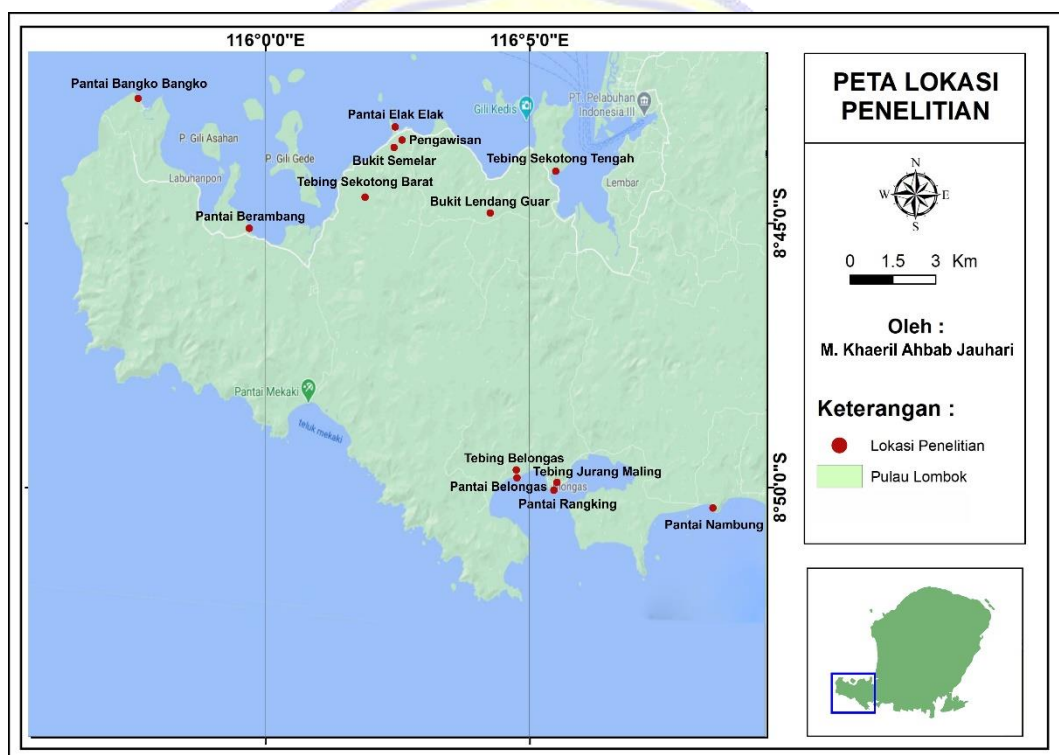 116°0'0"E
116°5'0"E
Pantai Bangko Bangko
Pantai Elak Elak
Gili Kedis
PT. Pelabuhan
Indonesia III
P. Gili Asahan
Pengawisan
P. Gili Gede
Bukit Semelar
Tebing Sekotong Tengah
Labuhanpon
Tebing Sekotong Barat
Lembar
Bukit Lendang Guar
Pantai Berambang
8°45'0"S
Pantai Mekaki
teluk mekaki
Tebing Belongas
Tebing Jurang Maling
Pantai Belongas
Pantai Rangking
8°50'0"S
Pantai Nambung
PETA LOKASI
PENELITIAN
N
W E
S
0 1.5 3 Km
Oleh :
M. Khaeril Ahbab Jauhari
Keterangan :
Lokasi Penelitian
Pulau Lombok